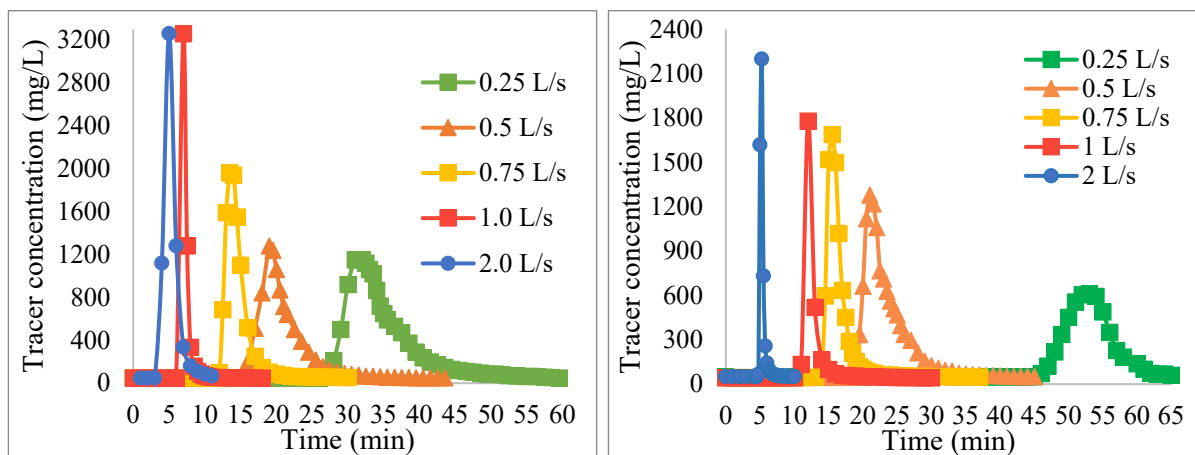 Tracer concentration (mg/L)
3200
2800
2400
2000
1600
1200
800
400
0
0 5 10 15 20 25 30 35 40 45 50 55 60
Time (min)
0.25 L/s
0.5 L/s
0.75 L/s
1.0 L/s
2.0 L/s
Tracer concentration (mg/L)
2400
2100
1800
1500
1200
900
600
300
0
0 5 10 15 20 25 30 35 40 45 50 55 60 65
Time (min)
0.25 L/s
0.5 L/s
0.75 L/s
1 L/s
2 L/s